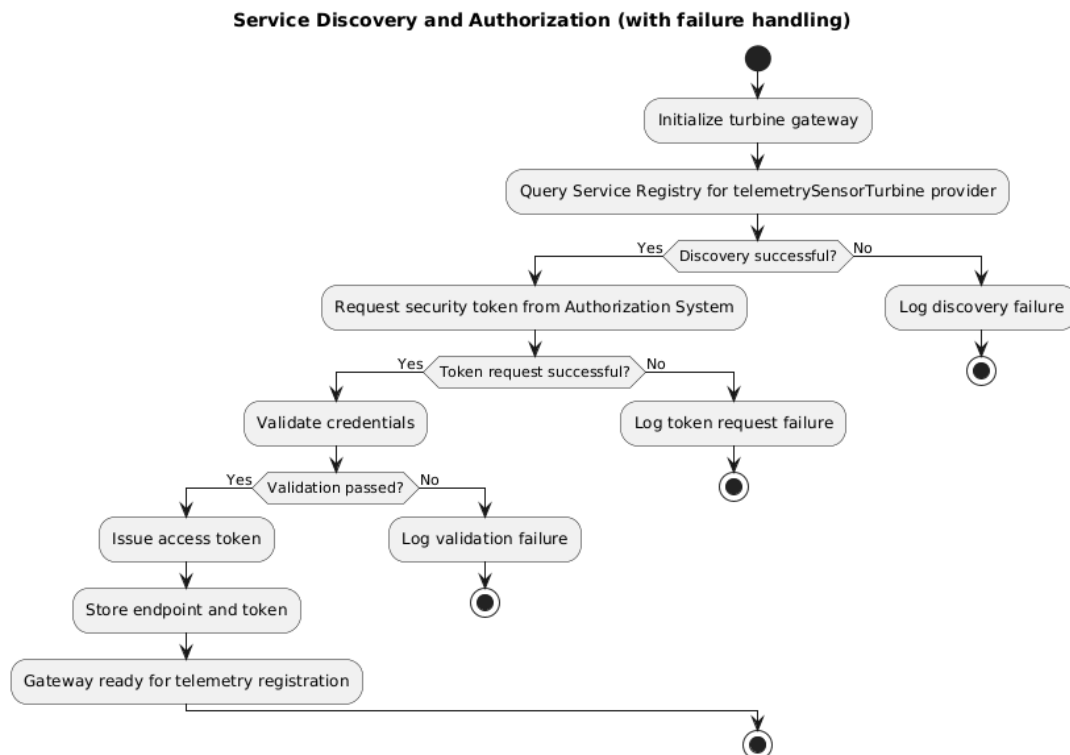 Service Discovery and Authorization (with failure handling)
Initialize turbine gateway
Query Service Registry for telemetrySensorTurbine provider
Yes
Discovery successful?
No
Request security token from Authorization System
Log discovery failure
Yes
Token request successful?
No
Validate credentials
Log token request failure
Yes
Validation passed?
No
Issue access token
Log validation failure
Store endpoint and token
Gateway ready for telemetry registration